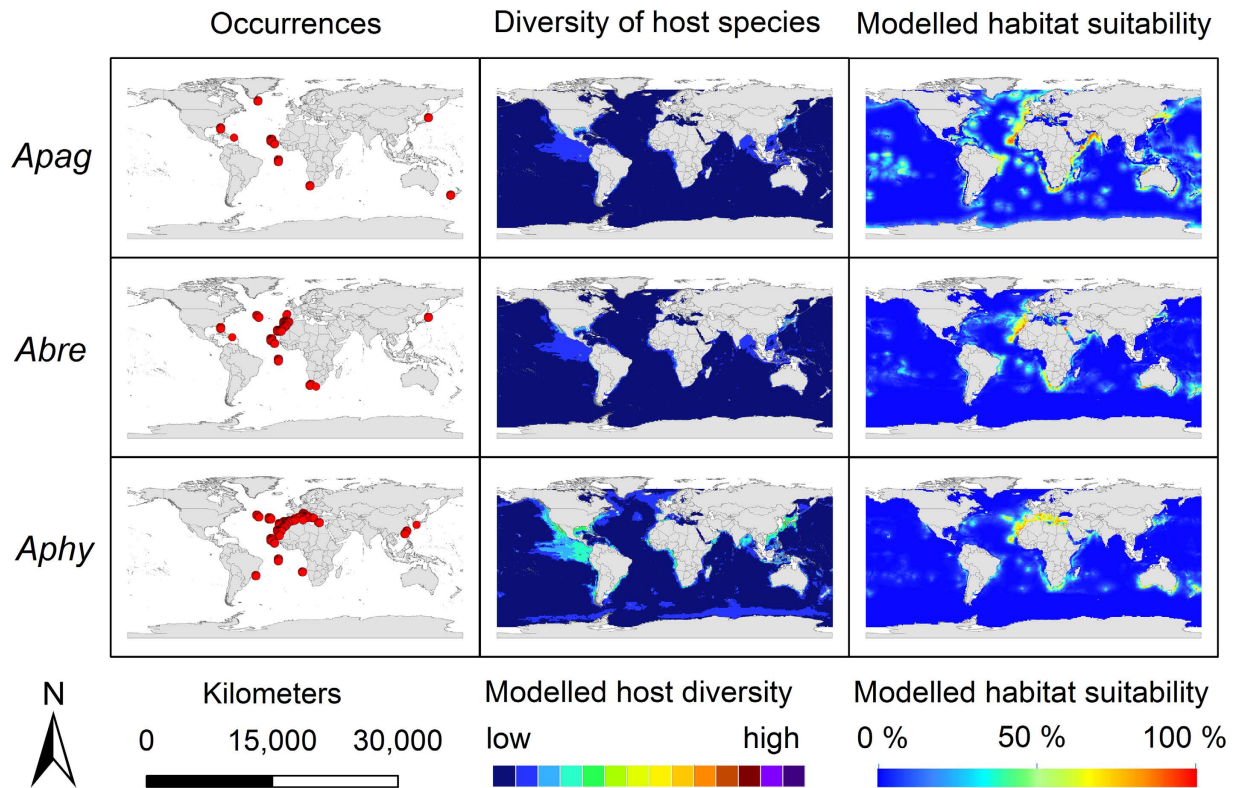 Occurrences
Diversity of host species
Modelled habitat suitability
Apag
Abre
Aphy
N
Kilometers
0 15,000 30,000
Modelled host diversity
low high
Modelled habitat suitability
0 % 50 % 100 %